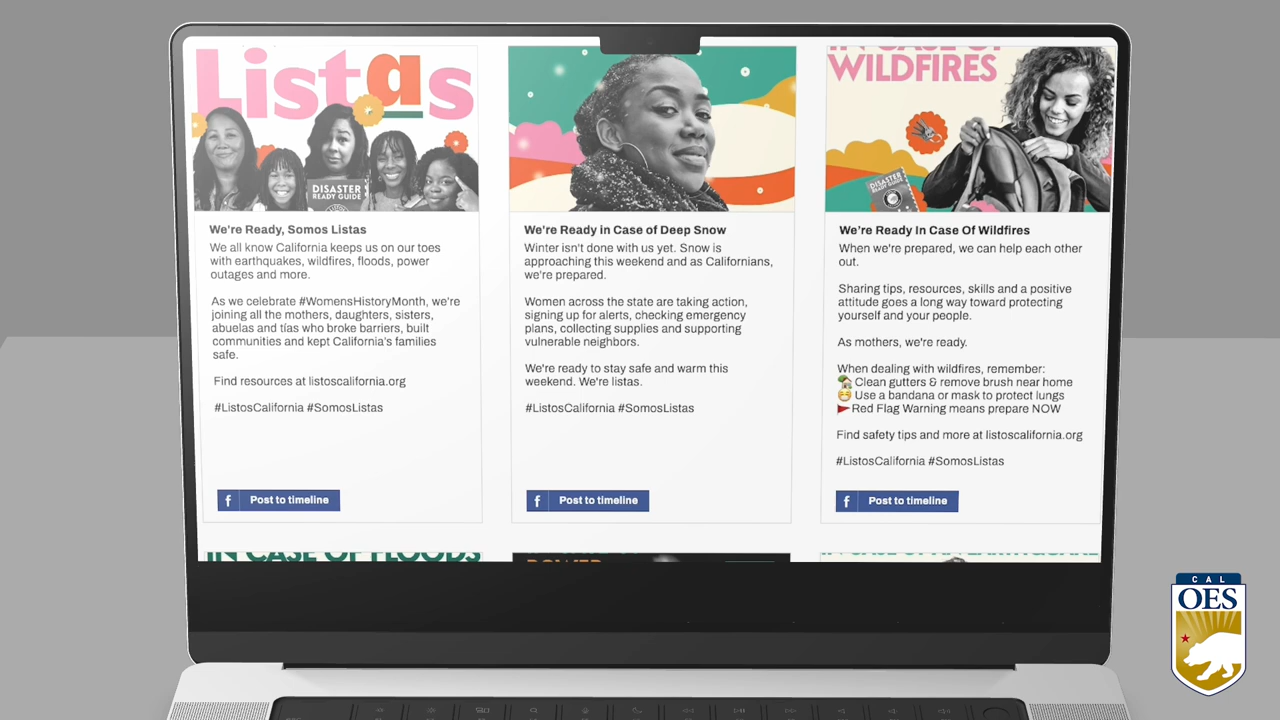 Listas
DISASTER
READY GUIDE
We're Ready, Somos Listas
We all know California keeps us on our toes
with earthquakes, wildfires, floods, power
outages and more.
As we celebrate #WomensHistoryMonth, we're
joining all the mothers, daughters, sisters,
abuelas and tías who broke barriers, built
communities and kept California's families
safe.
Find resources at listoscalifornia.org
#ListosCalifornia #SomosListas
f Post to timeline
We're Ready in Case of Deep Snow
Winter isn't done with us yet. Snow is
approaching this weekend and as Californians,
we're prepared.
Women across the state are taking action,
signing up for alerts, checking emergency
plans, collecting supplies and supporting
vulnerable neighbors.
We're ready to stay safe and warm this
weekend. We're listas.
#ListosCalifornia #SomosListas
f Post to timeline
IN CASE OF
WILDFIRES
DISASTER
READY GUIDE
We're Ready In Case Of Wildfires
When we're prepared, we can help each other
out.
Sharing tips, resources, skills and a positive
attitude goes a long way toward protecting
yourself and your people.
As mothers, we're ready.
When dealing with wildfires, remember:
🏡 Clean gutters & remove brush near home
😷 Use a bandana or mask to protect lungs
🚩 Red Flag Warning means prepare NOW
Find safety tips and more at listoscalifornia.org
#ListosCalifornia #SomosListas
f Post to timeline
IN CASE OF FLOODS
POWER
IN CASE OF AN EARTHQUAKE
CAL
OES